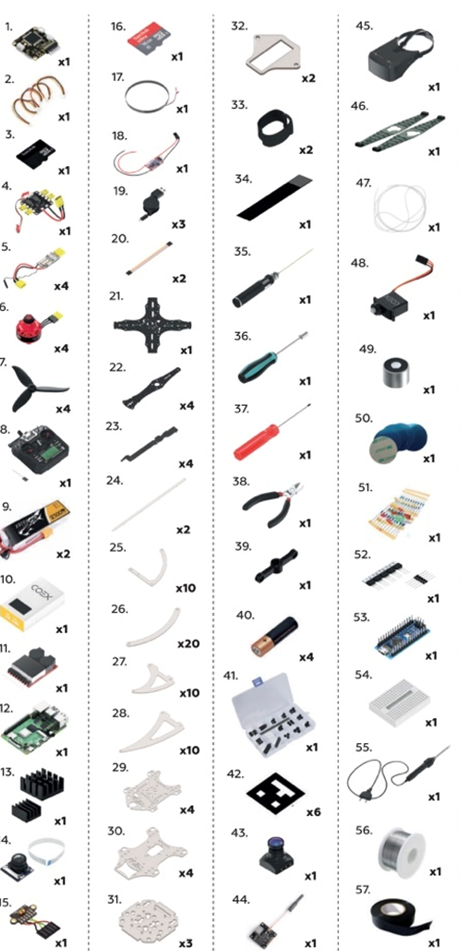 1.
x1
2.
x1
3.
x1
4.
x1
5.
x4
6.
x4
7.
x4
8.
x1
9.
x2
10.
COEX
x1
11.
x1
12.
x1
13.
x1
14.
x1
15.
x1
16.
x1
17.
x1
18.
x1
19.
x3
20.
x2
21.
x1
22.
x4
23.
x4
24.
x2
25.
x10
26.
x20
27.
x10
28.
x10
29.
x4
30.
x4
31.
x3
32.
x2
33.
x2
34.
x1
35.
x1
36.
x1
37.
x1
38.
x1
39.
x1
40.
x4
41.
x1
42.
x6
43.
x1
44.
x1
45.
x1
46.
x1
47.
x1
48.
x1
49.
x1
50.
x1
51.
x1
52.
x1
53.
x1
54.
x1
55.
x1
56.
x1
57.
x1